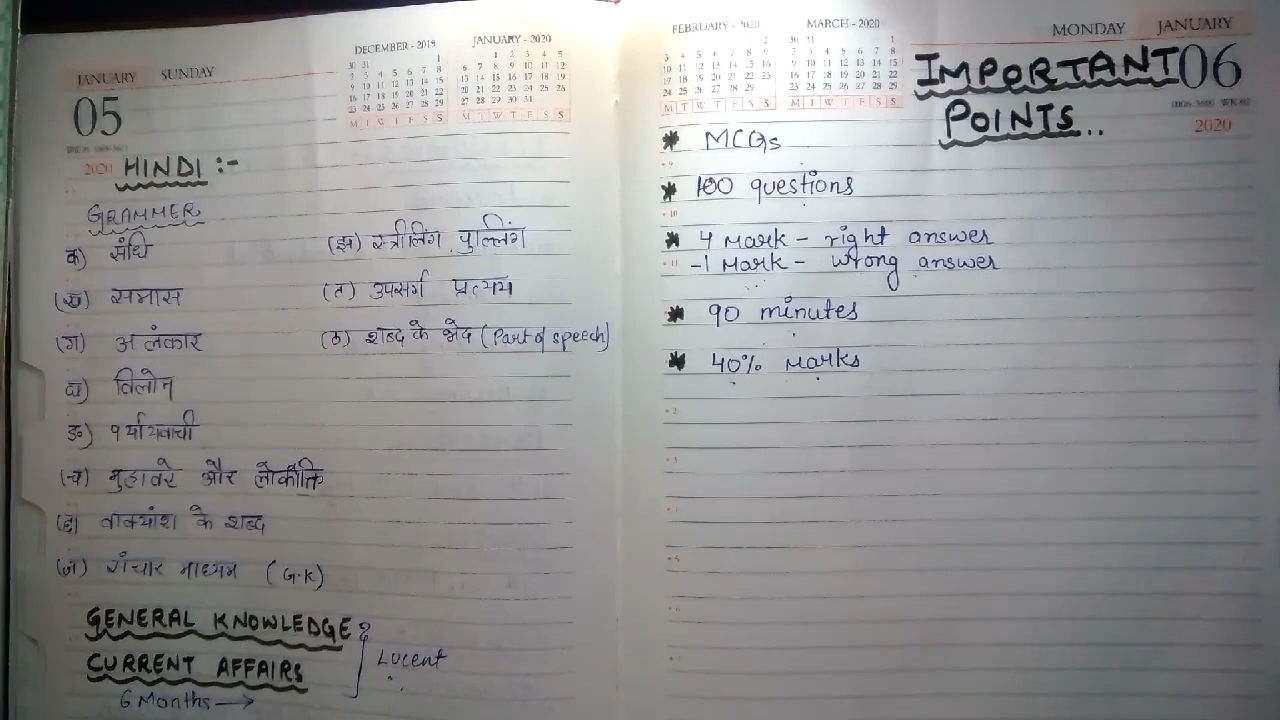 JANUARY SUNDAY
05
DECEMBER - 2019
JANUARY - 2020
2020
HINDI :-
GRAMMER
क) संधि
(ख) समास
(ग) अलंकार
घ) विलोम
ङ) पर्यायवाची
(च) मुहावरे और लोकोक्ति
(छ) वाक्यांश के शब्द
(ज) संचार माध्यम (G.K)
(झ) स्त्रीलिंग, पुल्लिंग
(त) उपसर्ग प्रत्यय
(ठ) शब्द के भेद (Part of speech)
GENERAL KNOWLEDGE &
CURRENT AFFAIRS
Lucent
6 Months →
FEBRUARY - 2020
MARCH - 2020
MONDAY JANUARY
06
2020
IMPORTANT
POINTS..
* MCQs
* 100 questions
* 4 Mark - right answer
-1 Mark - wrong answer
* 90 minutes
* 40% Marks